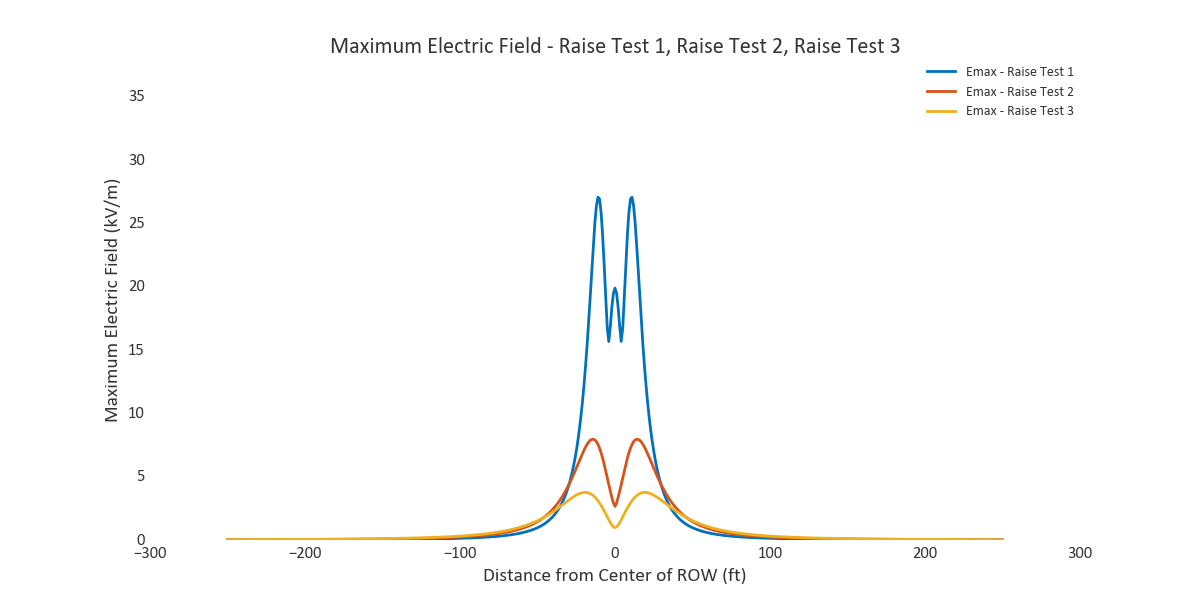 Maximum Electric Field - Raise Test 1, Raise Test 2, Raise Test 3
Emax - Raise Test 1
Emax - Raise Test 2
Emax - Raise Test 3
Maximum Electric Field (kV/m)
35
30
25
20
15
10
5
0
−300
−200
−100
0
100
200
300
Distance from Center of ROW (ft)